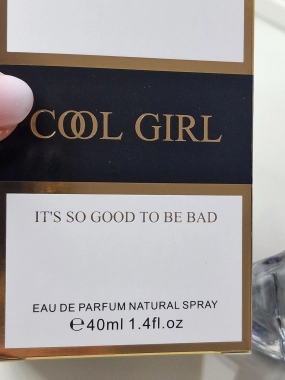 COOL GIRL
IT'S SO GOOD TO BE BAD
EAU DE PARFUM NATURAL SPRAY
℮40ml 1.4fl.oz